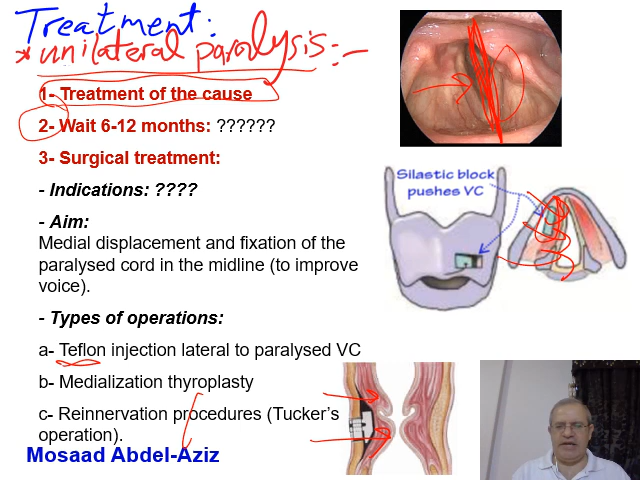 Treatment:
* unilateral paralysis:-
1- Treatment of the cause
2- Wait 6-12 months: ??????
3- Surgical treatment:
- Indications: ????
- Aim:
Medial displacement and fixation of the
paralysed cord in the midline (to improve
voice).
- Types of operations:
a- Teflon injection lateral to paralysed VC
b- Medialization thyroplasty
c- Reinnervation procedures (Tucker's
operation).
Mosaad Abdel-Aziz
Silastic block
pushes VC